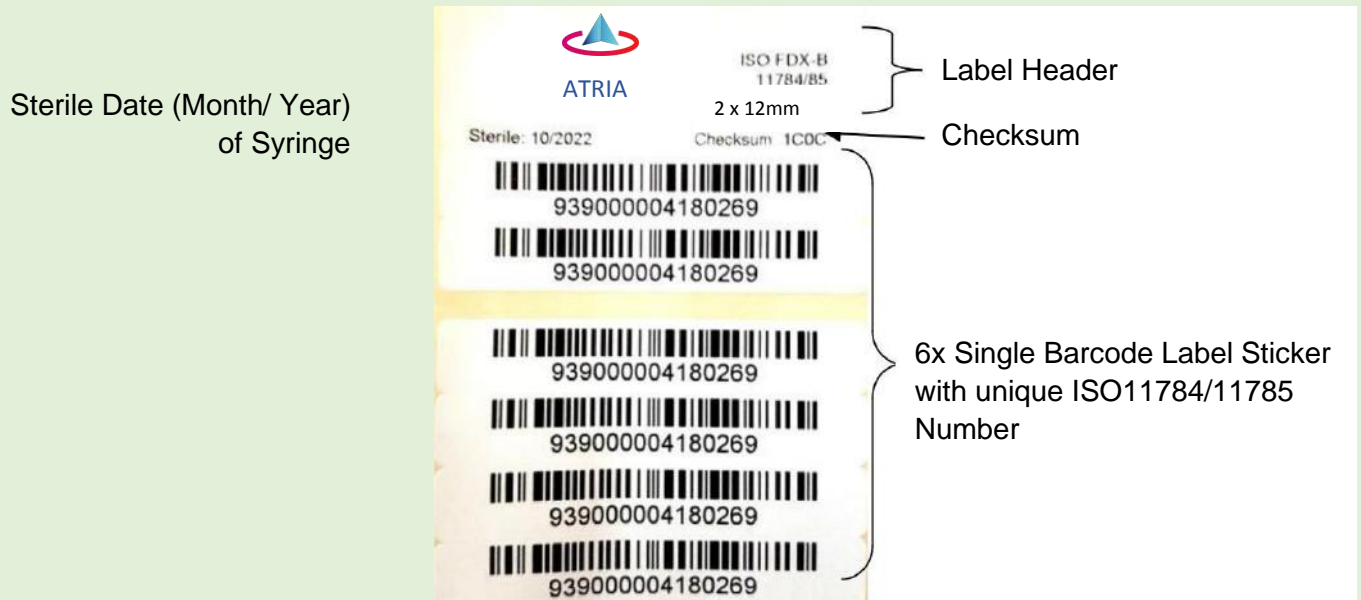 ISO FDX-B
11784/85
ATRIA
2 x 12mm
Label Header
Sterile Date (Month/ Year)
of Syringe
Sterile: 10/2022
Checksum 1C0C
Checksum
939000004180269
939000004180269
6x Single Barcode Label Sticker
with unique ISO11784/11785
Number
939000004180269
939000004180269
939000004180269
939000004180269